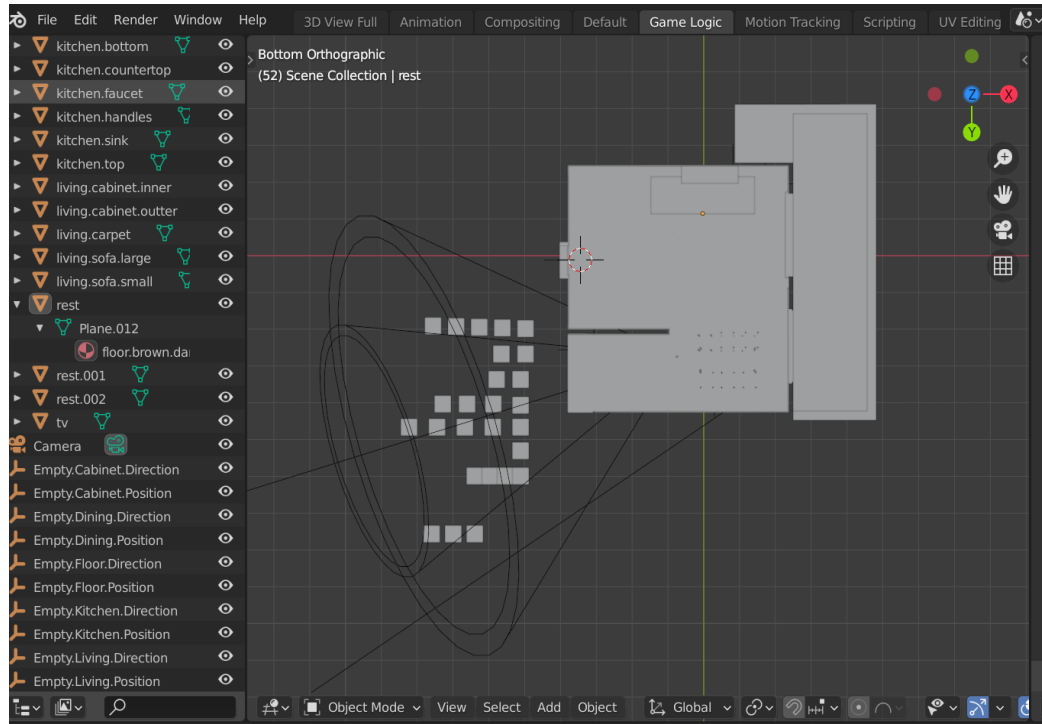 File Edit Render Window Help 3D View Full Animation Compositing Default Game Logic Motion Tracking Scripting UV Editing
kitchen.bottom
kitchen.countertop
kitchen.faucet
kitchen.handles
kitchen.sink
kitchen.top
living.cabinet.inner
living.cabinet.outter
living.carpet
living.sofa.large
living.sofa.small
rest
Plane.012
floor.brown.dar
rest.001
rest.002
tv
Camera
Empty.Cabinet.Direction
Empty.Cabinet.Position
Empty.Dining.Direction
Empty.Dining.Position
Empty.Floor.Direction
Empty.Floor.Position
Empty.Kitchen.Direction
Empty.Kitchen.Position
Empty.Living.Direction
Empty.Living.Position
Bottom Orthographic
(52) Scene Collection | rest
Z X
Y
Object Mode View Select Add Object Global